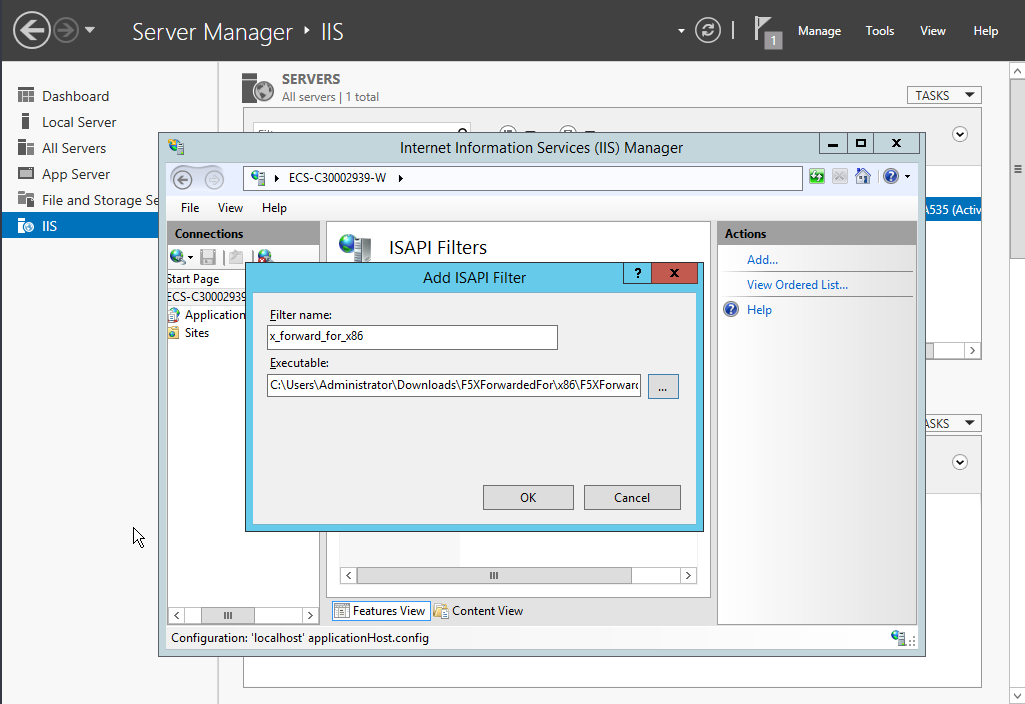 Server Manager ‣ IIS
1
Manage
Tools
View
Help
Dashboard
Local Server
All Servers
App Server
File and Storage Se
IIS
SERVERS
All servers | 1 total
TASKS
Internet Information Services (IIS) Manager
ECS-C30002939-W
File
View
Help
Connections
Start Page
ECS-C30002939
Application
Sites
ISAPI Filters
Add ISAPI Filter
?
x
Filter name:
x_forward_for_x86
Executable:
C:\Users\Administrator\Downloads\F5XForwardedFor\x86\F5XForward
...
OK
Cancel
Features View
Content View
Actions
Add...
View Ordered List...
Help
Configuration: 'localhost' applicationHost.config
A535 (Activ
ASKS